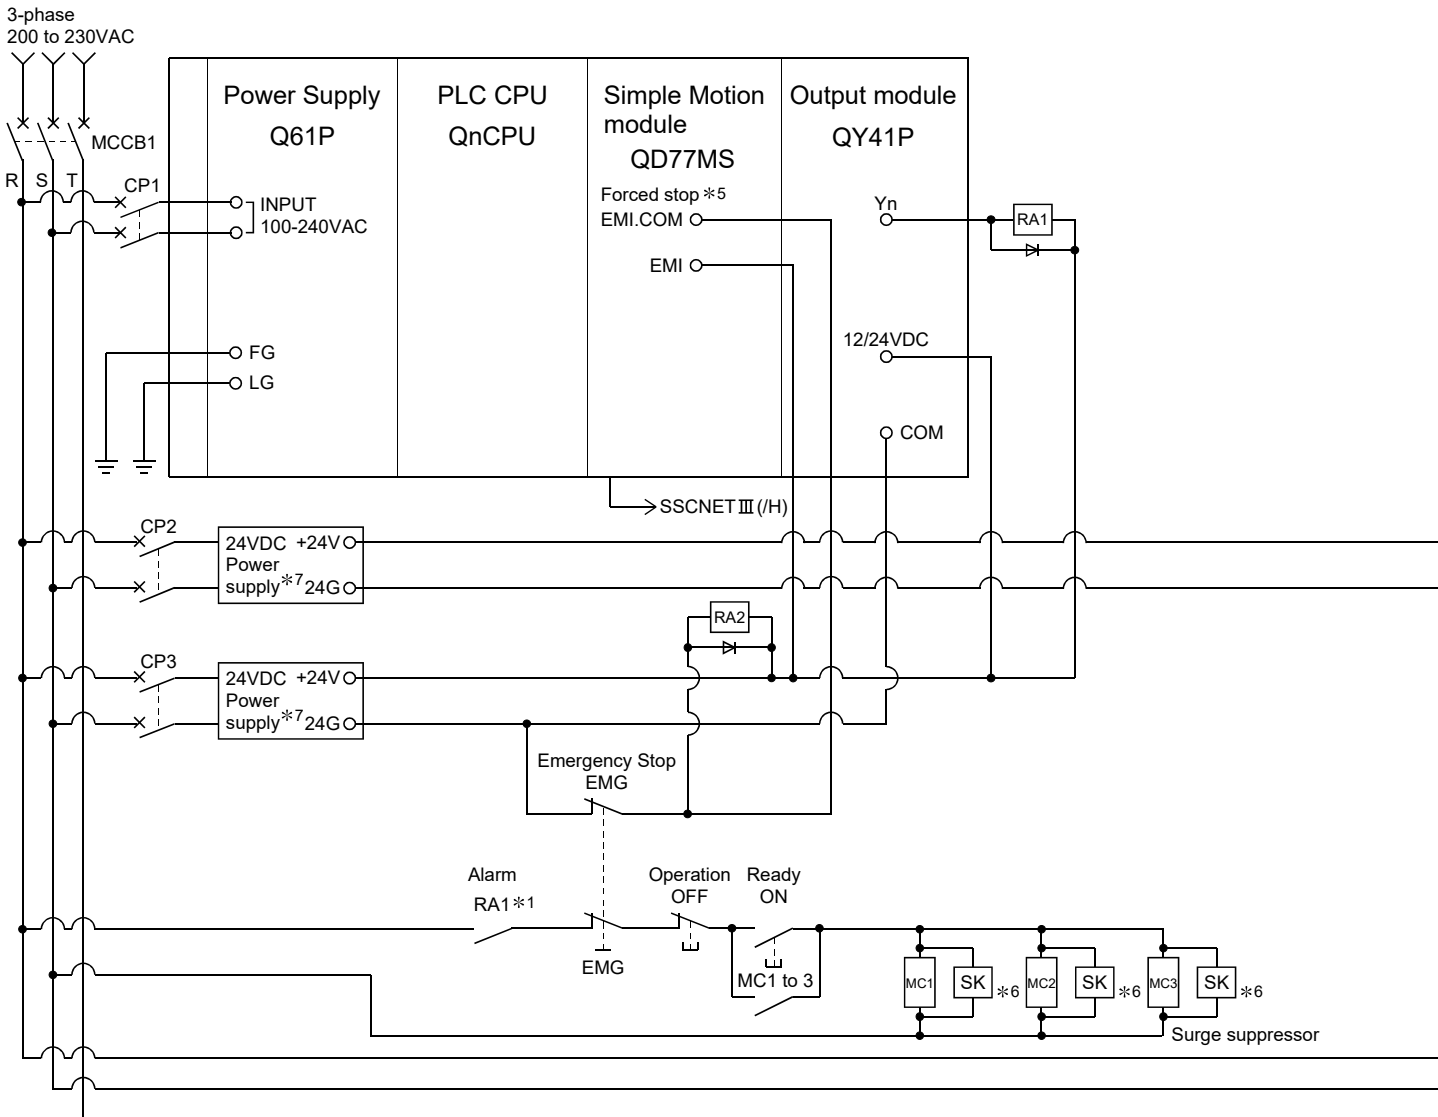 3-phase
200 to 230VAC
MCCB1
R S T
CP1
Power Supply
Q61P
INPUT
100-240VAC
FG
LG
PLC CPU
QnCPU
Simple Motion
module
QD77MS
Forced stop *5
EMI.COM
EMI
Output module
QY41P
Yn
12/24VDC
COM
RA1
SSCNETⅢ(/H)
CP2
24VDC +24V
Power
supply*7 24G
RA2
CP3
24VDC +24V
Power
supply*7 24G
Emergency Stop
EMG
Alarm
RA1*1
EMG
Operation
OFF
Ready
ON
MC1 to 3
MC1 SK *6
MC2 SK *6
MC3 SK *6
Surge suppressor